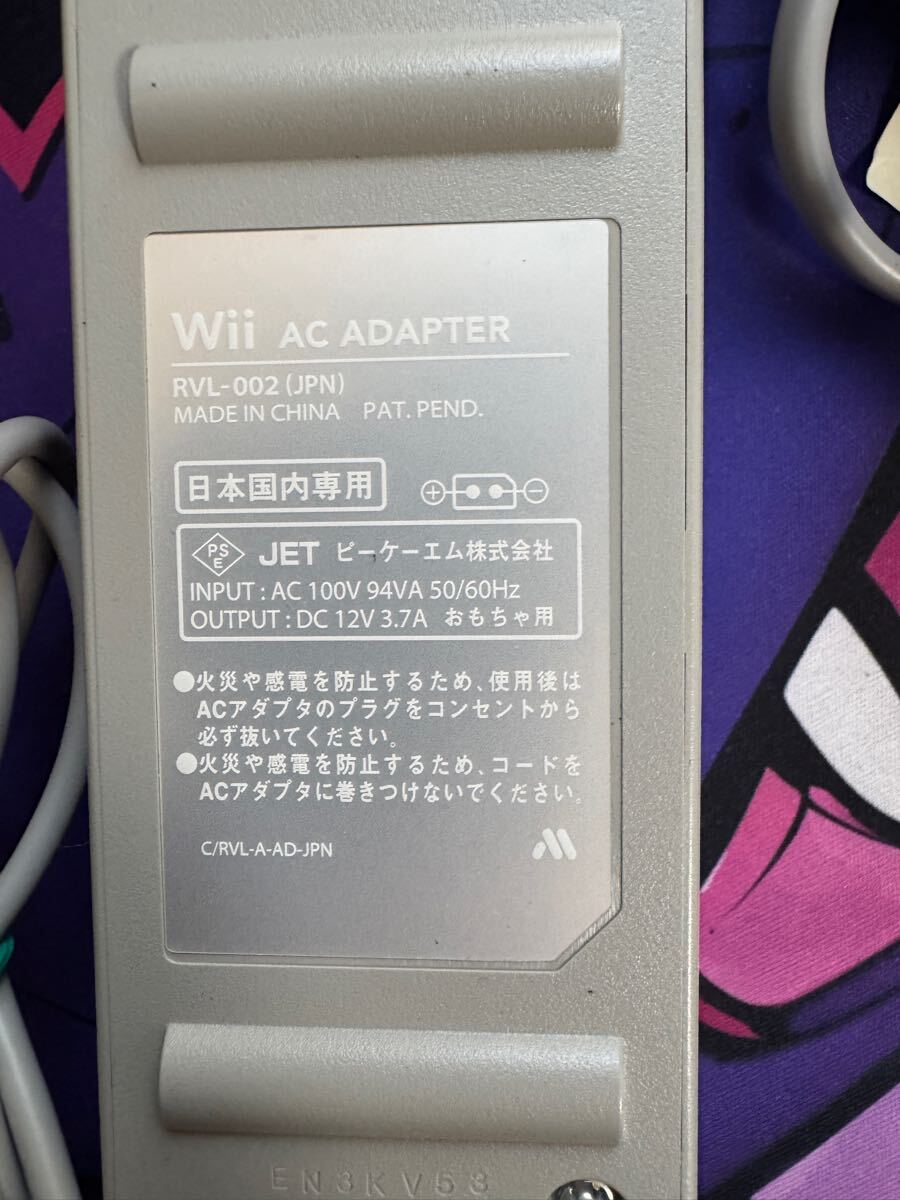 Wii AC ADAPTER
RVL-002 (JPN)
MADE IN CHINA PAT. PEND.
日本国内専用
PSE JET ピーケーエム株式会社
INPUT : AC 100V 94VA 50/60Hz
OUTPUT : DC 12V 3.7A おもちゃ用
●火災や感電を防止するため、使用後は
ACアダプタのプラグをコンセントから
必ず抜いてください。
●火災や感電を防止するため、コードを
ACアダプタに巻きつけないでください。
C/RVL-A-AD-JPN
EN3KV53